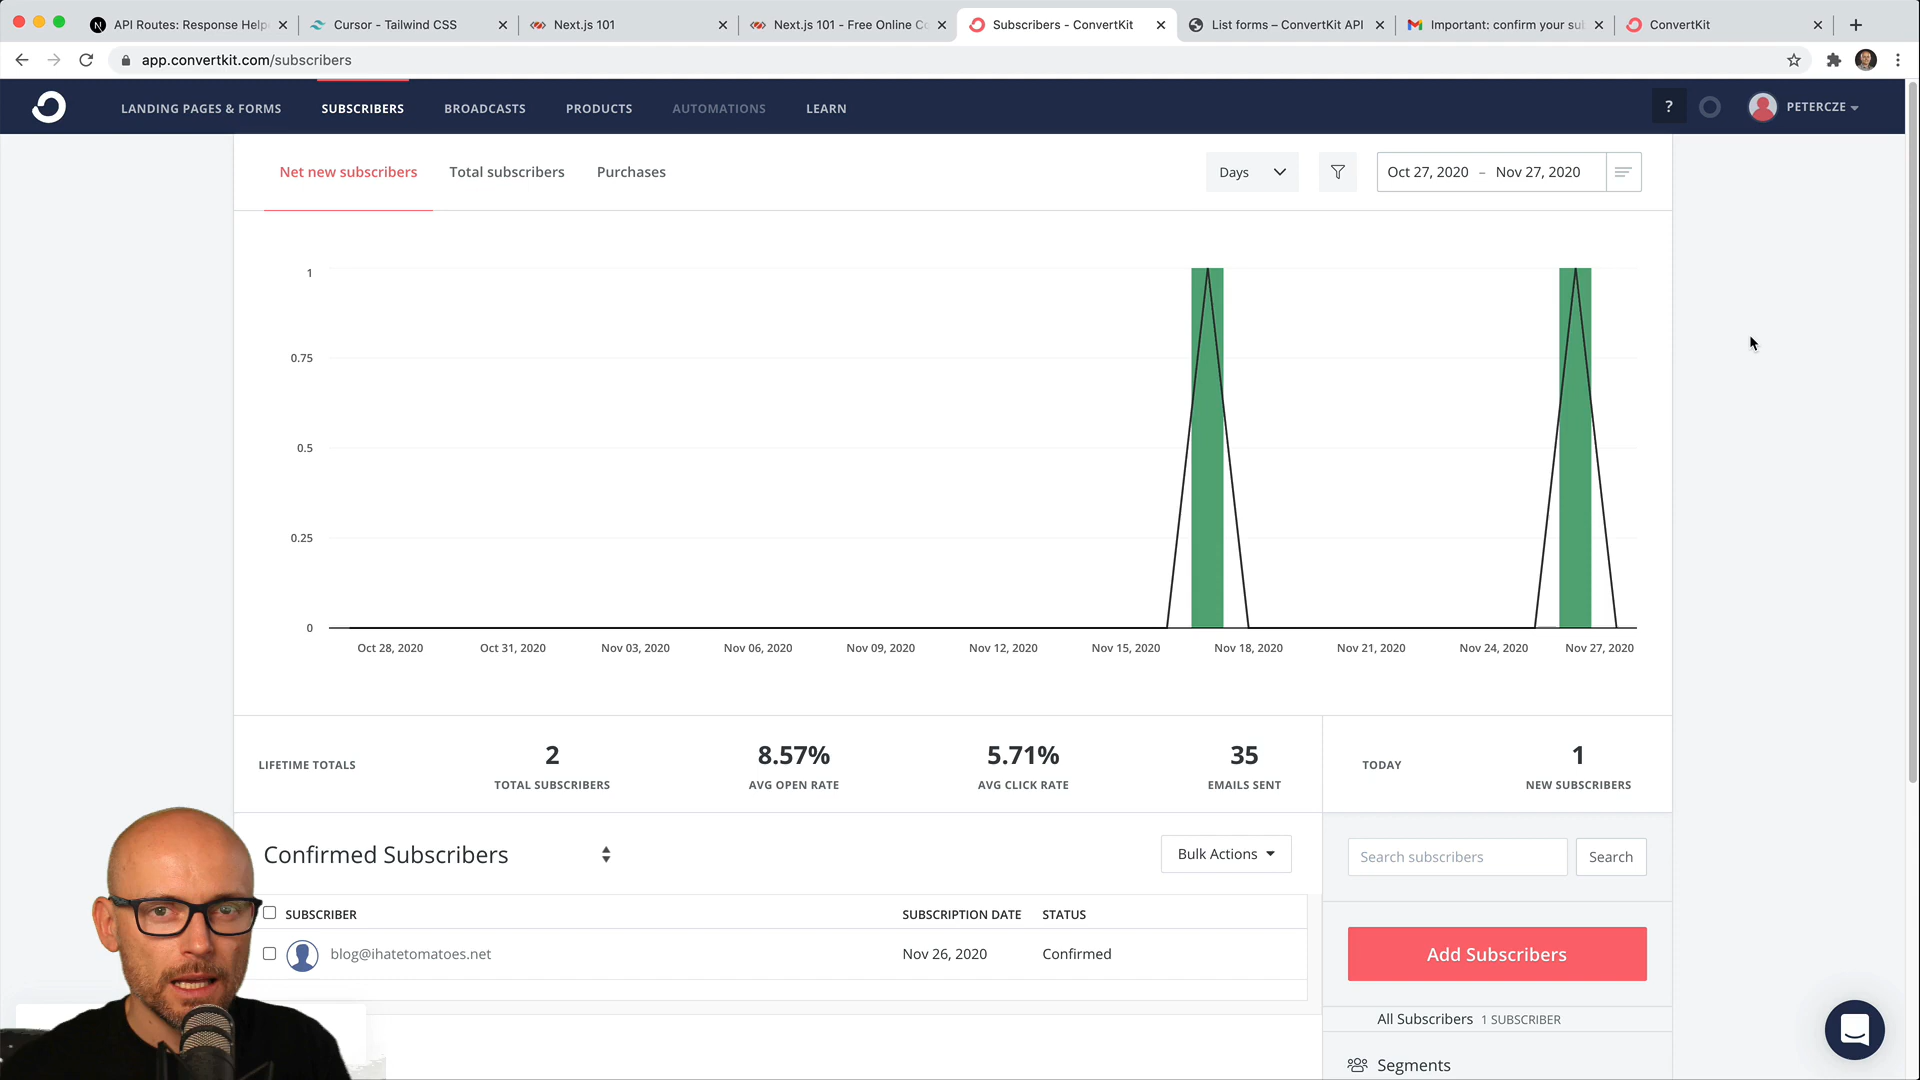 API Routes: Response Help
Cursor - Tailwind CSS
Next.js 101
Next.js 101 - Free Online Co
Subscribers - ConvertKit
List forms – ConvertKit API
Important: confirm your sub
ConvertKit
app.convertkit.com/subscribers
LANDING PAGES & FORMS
SUBSCRIBERS
BROADCASTS
PRODUCTS
AUTOMATIONS
LEARN
?
PETERCZE
Net new subscribers
Total subscribers
Purchases
Days
Oct 27, 2020 – Nov 27, 2020
1
0.75
0.5
0.25
0
Oct 28, 2020
Oct 31, 2020
Nov 03, 2020
Nov 06, 2020
Nov 09, 2020
Nov 12, 2020
Nov 15, 2020
Nov 18, 2020
Nov 21, 2020
Nov 24, 2020
Nov 27, 2020
LIFETIME TOTALS
2
TOTAL SUBSCRIBERS
8.57%
AVG OPEN RATE
5.71%
AVG CLICK RATE
35
EMAILS SENT
TODAY
1
NEW SUBSCRIBERS
Confirmed Subscribers
Bulk Actions
Search subscribers
Search
SUBSCRIBER
SUBSCRIPTION DATE
STATUS
blog@ihatetomatoes.net
Nov 26, 2020
Confirmed
Add Subscribers
All Subscribers 1 SUBSCRIBER
Segments